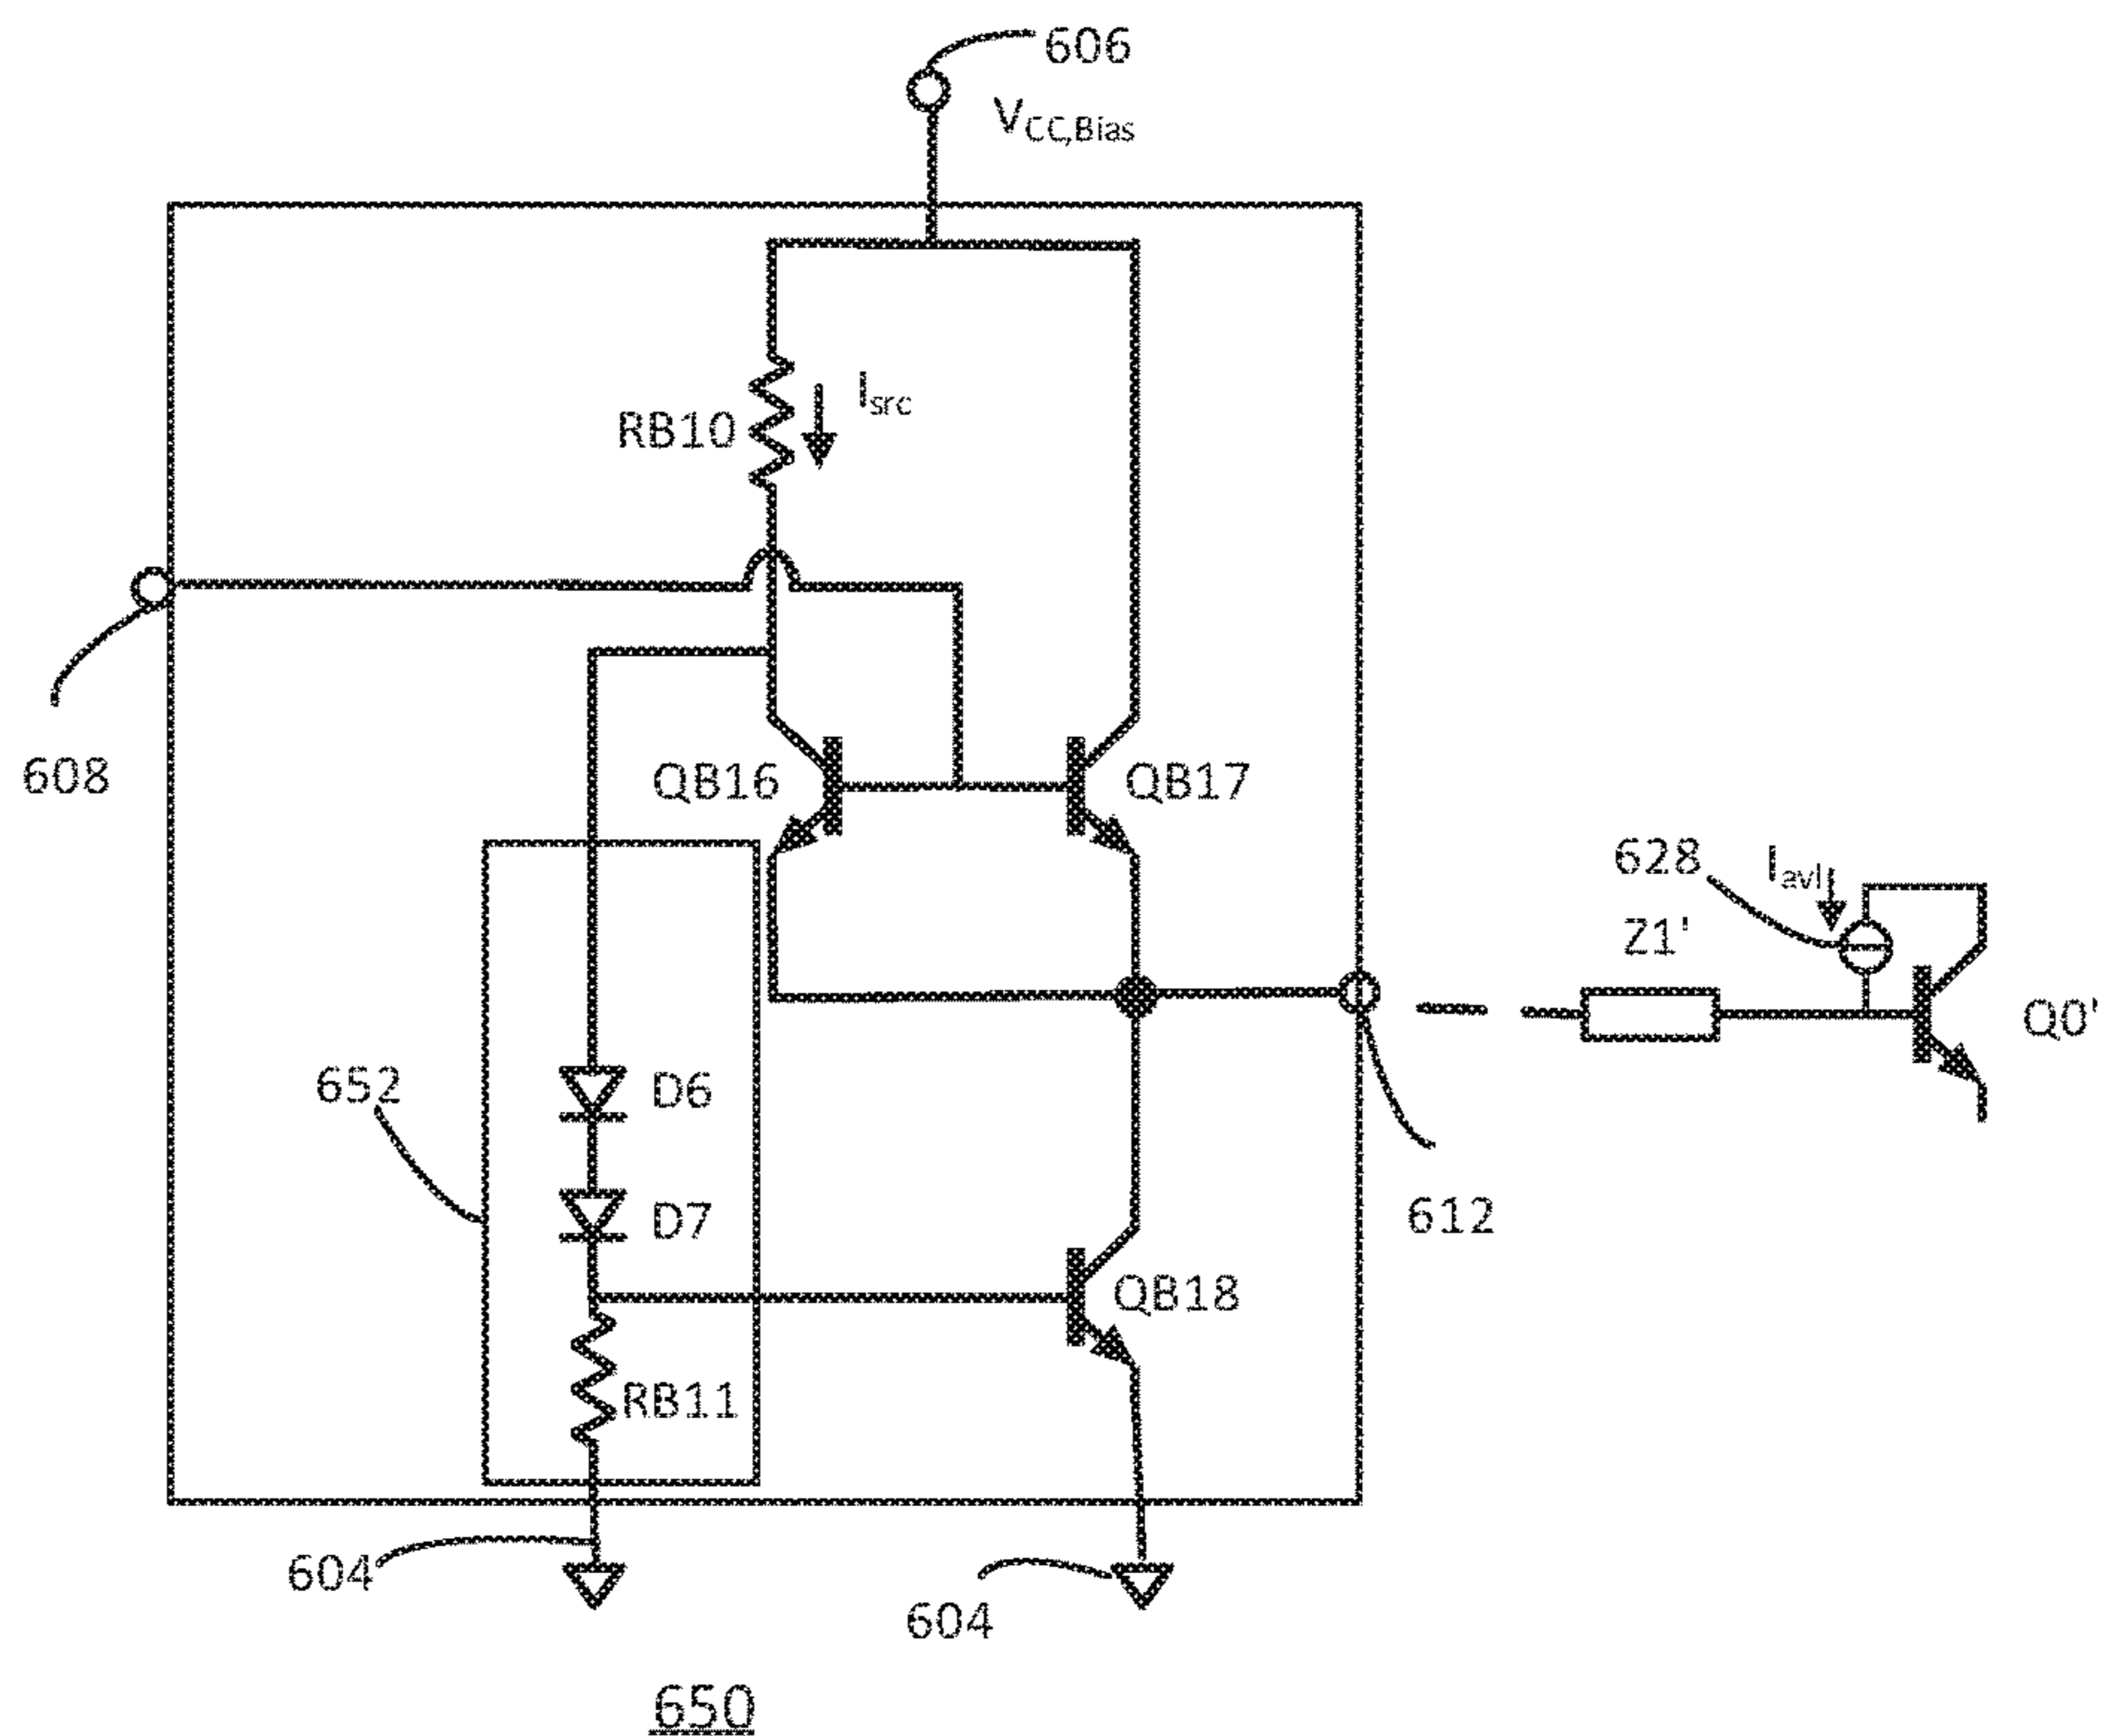 606
VCC,Bias
Isrc
RB10
608
QB16
QB17
628
Iavl
Z1'
Q0'
652
D6
D7
612
QB18
RB11
604
604
650